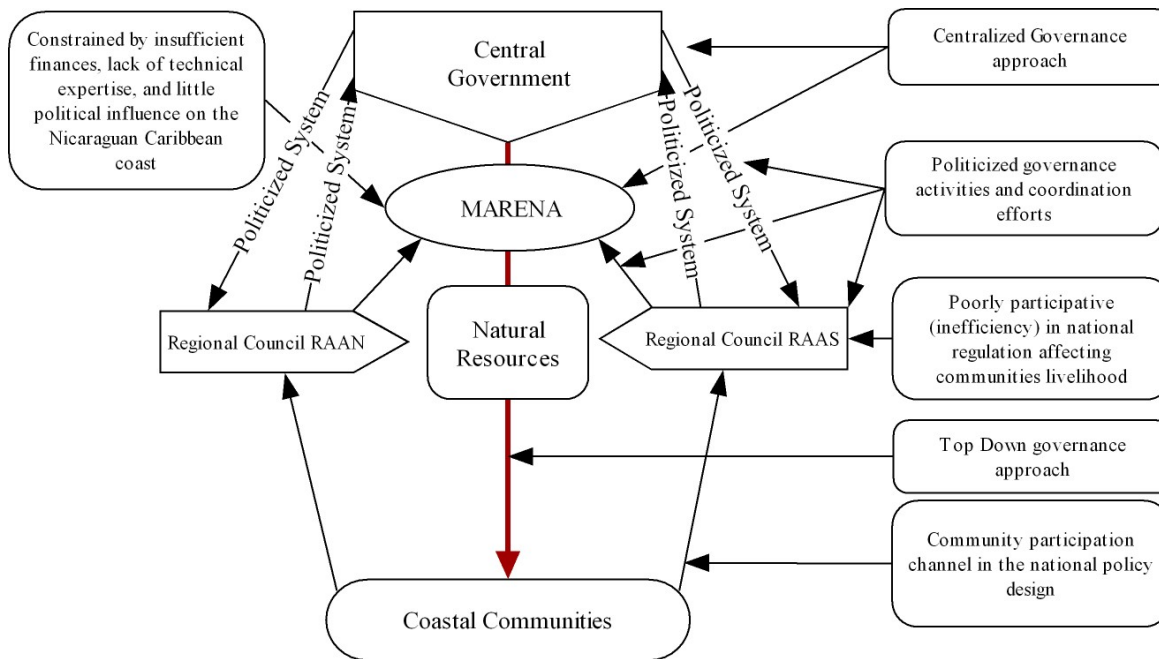 Constrained by insufficient
finances, lack of technical
expertise, and little
political influence on the
Nicaraguan Caribbean
coast
Central
Government
Centralized Governance
approach
Politicized System
Politicized System
Politicized System
Politicized System
MARENA
Politicized governance
activities and coordination
efforts
Regional Council RAAN
Natural
Resources
Regional Council RAAS
Poorly participative
(inefficiency) in national
regulation affecting
communities livelihood
Top Down governance
approach
Community participation
channel in the national policy
design
Coastal Communities